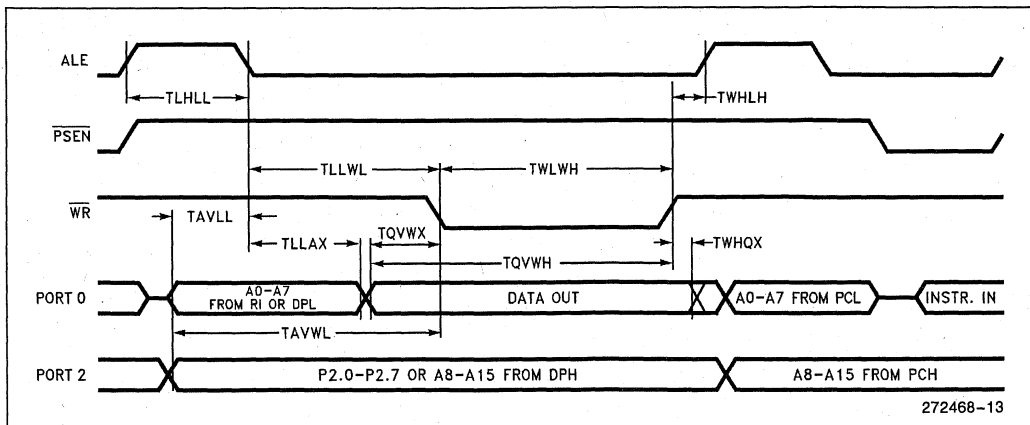 ALE
TLHLL
TWHLH
PSEN
TLLWL
TWLWH
WR
TAVLL
TQVWX
TLLAX
TWHQX
TQVWH
PORT 0
A0–A7
FROM RI OR DPL
DATA OUT
A0–A7 FROM PCL
INSTR. IN
TAVWL
PORT 2
P2.0–P2.7 OR A8–A15 FROM DPH
A8–A15 FROM PCH
272468–13